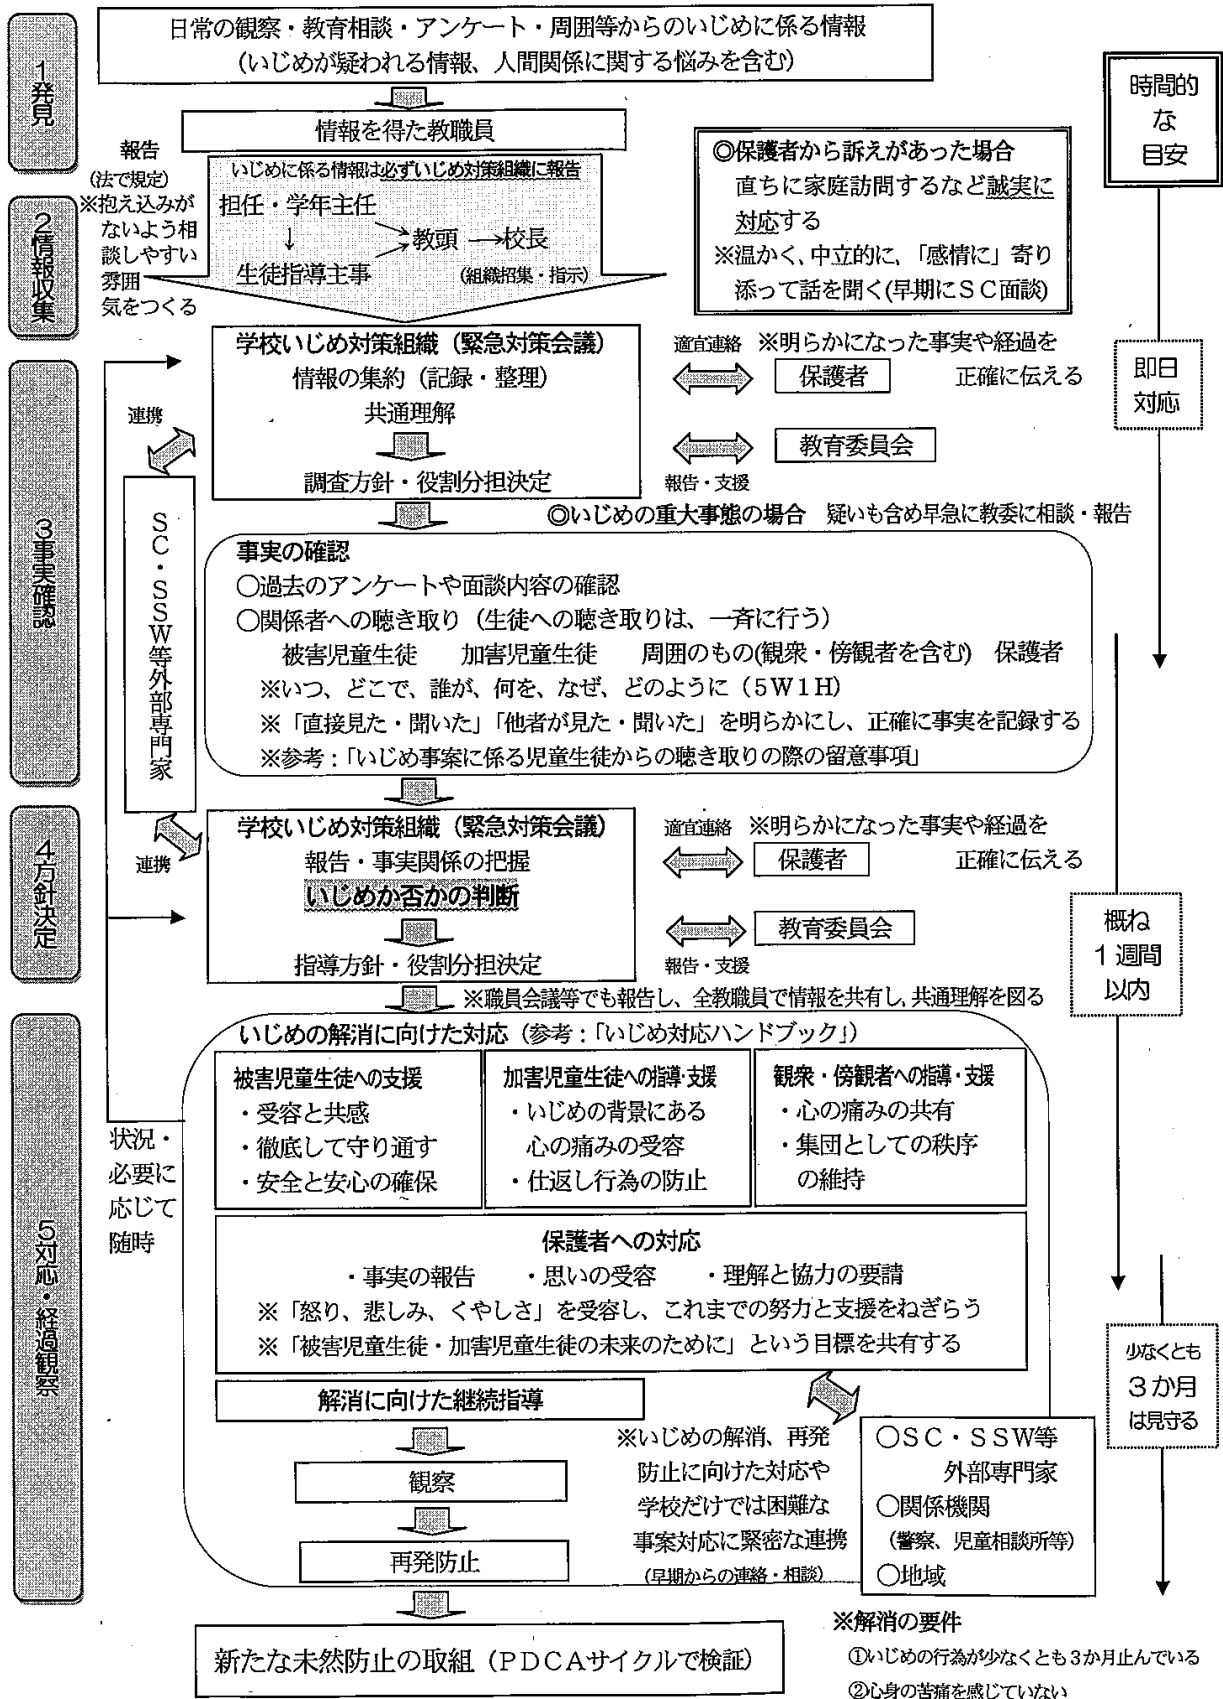 1発見
日常の観察・教育相談・アンケート・周囲等からのいじめに係る情報
(いじめが疑われる情報、人間関係に関する悩みを含む)
時間的
な
目安
情報を得た教職員
報告
(法で規定)
※抱え込みが
ないよう相
談しやすい
雰囲
気をつくる
いじめに係る情報は必ずいじめ対策組織に報告
担任・学年主任
↓
生徒指導主事
教頭→校長
(組織招集・指示)
◎保護者から訴えがあった場合
直ちに家庭訪問するなど誠実に
対応する
※温かく、中立的に、「感情に」寄り
添って話を聞く(早期にSC面談)
2情報収集
学校いじめ対策組織(緊急対策会議)
情報の集約(記録・整理)
共通理解
調査方針・役割分担決定
適宜連絡 ※明らかになった事実や経過を
保護者 正確に伝える
教育委員会
報告・支援
即日
対応
連携
SC・SSW等外部専門家
連携
3事実確認
◎いじめの重大事態の場合 疑いも含め早急に教委に相談・報告
事実の確認
○過去のアンケートや面談内容の確認
○関係者への聴き取り(生徒への聴き取りは、一斉に行う)
被害児童生徒 加害児童生徒 周囲のもの(観衆・傍観者を含む) 保護者
※いつ、どこで、誰が、何を、なぜ、どのように(5W1H)
※「直接見た・聞いた」「他者が見た・聞いた」を明らかにし、正確に事実を記録する
※参考:「いじめ事案に係る児童生徒からの聴き取りの際の留意事項」
4方針決定
学校いじめ対策組織(緊急対策会議)
報告・事実関係の把握
いじめか否かの判断
指導方針・役割分担決定
適宜連絡 ※明らかになった事実や経過を
保護者 正確に伝える
教育委員会
報告・支援
概ね
1週間
以内
※職員会議等でも報告し、全教職員で情報を共有し,共通理解を図る
5対応・経過観察
状況・
必要に
応じて
随時
いじめの解消に向けた対応(参考:「いじめ対応ハンドブック」)
被害児童生徒への支援
・受容と共感
・徹底して守り通す
・安全と安心の確保
加害児童生徒への指導・支援
・いじめの背景にある
心の痛みの受容
・仕返し行為の防止
観衆・傍観者への指導・支援
・心の痛みの共有
・集団としての秩序
の維持
保護者への対応
・事実の報告 ・思いの受容 ・理解と協力の要請
※「怒り、悲しみ、くやしさ」を受容し、これまでの努力と支援をねぎらう
※「被害児童生徒・加害児童生徒の未来のために」という目標を共有する
少なくとも
3か月
は見守る
解消に向けた継続指導
観察
再発防止
※いじめの解消、再発
防止に向けた対応や
学校だけでは困難な
事案対応に緊密な連携
(早期からの連絡・相談)
○SC・SSW等
外部専門家
○関係機関
(警察、児童相談所等)
○地域
新たな未然防止の取組(PDCAサイクルで検証)
※解消の要件
①いじめの行為が少なくとも3か月止んでいる
②心身の苦痛を感じていない